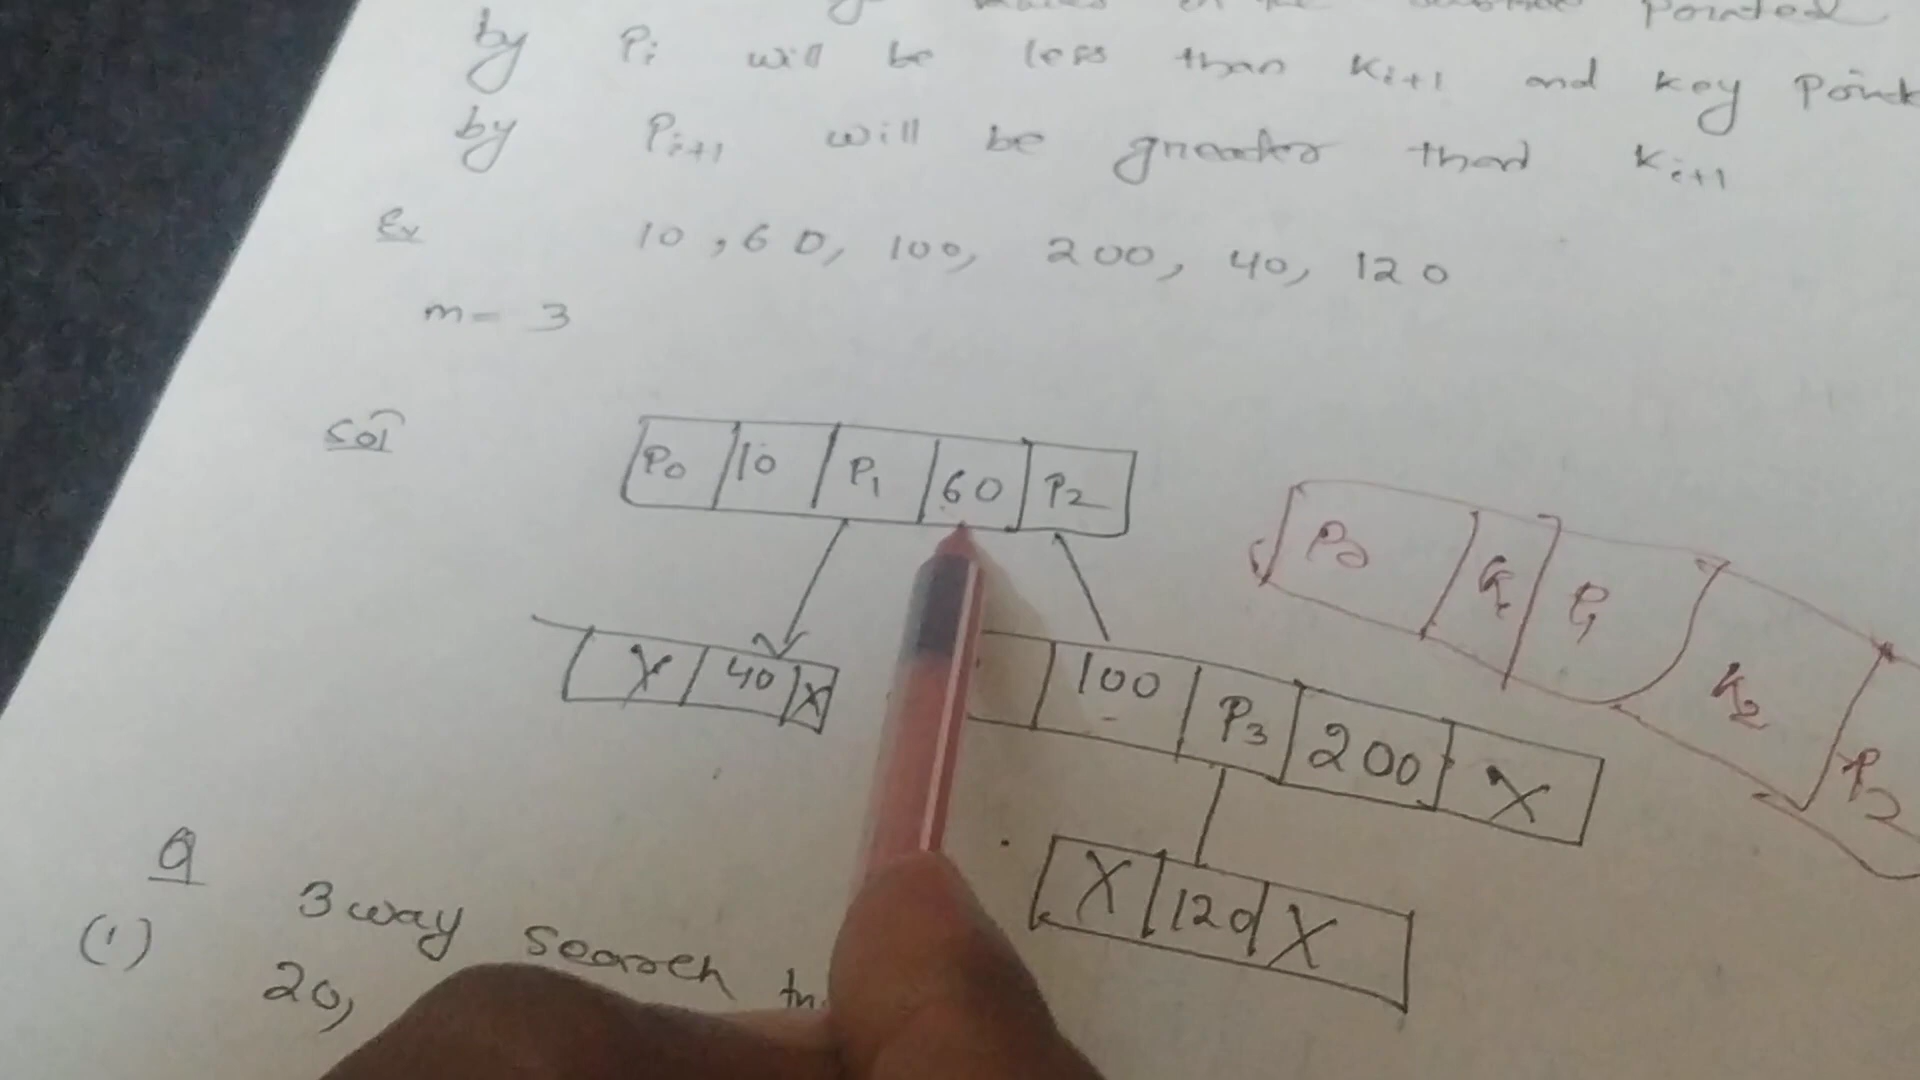 pointed
by Pi will be less than Ki+1 and key point
by Pi+1 will be greater than Ki+1
Ex 10, 60, 100, 200, 40, 120
m = 3
Sol
P0 10 P1 60 P2
P0 K1 P1 K2 P2
X 40 X
100 P3 200 X
X 120 X
Q
(1) 3 way search
20,